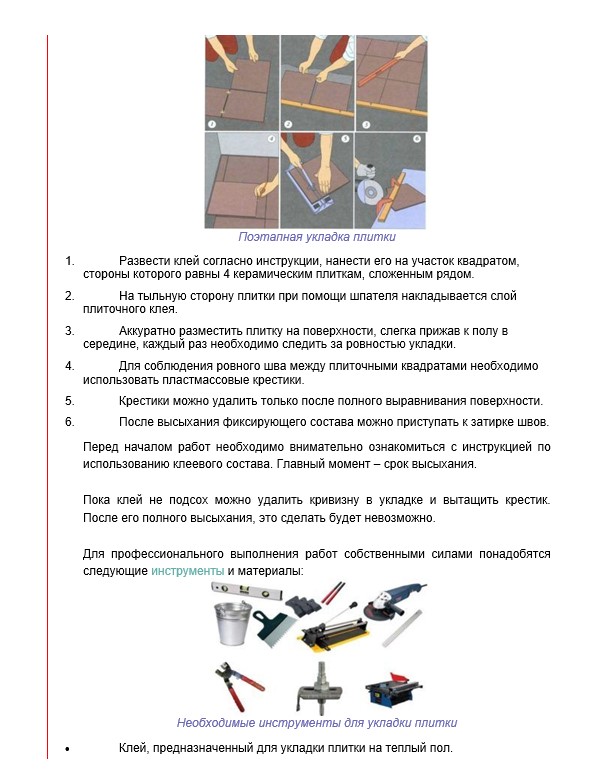 1 2 3
4 5 6
Поэтапная укладка плитки
1. Развести клей согласно инструкции, нанести его на участок квадратом,
стороны которого равны 4 керамическим плиткам, сложенным рядом.
2. На тыльную сторону плитки при помощи шпателя накладывается слой
плиточного клея.
3. Аккуратно разместить плитку на поверхности, слегка прижав к полу в
середине, каждый раз необходимо следить за ровностью укладки.
4. Для соблюдения ровного шва между плиточными квадратами необходимо
использовать пластмассовые крестики.
5. Крестики можно удалить только после полного выравнивания поверхности.
6. После высыхания фиксирующего состава можно приступать к затирке швов.
Перед началом работ необходимо внимательно ознакомиться с инструкцией по
использованию клеевого состава. Главный момент – срок высыхания.
Пока клей не подсох можно удалить кривизну в укладке и вытащить крестик.
После его полного высыхания, это сделать будет невозможно.
Для профессионального выполнения работ собственными силами понадобятся
следующие инструменты и материалы:
Необходимые инструменты для укладки плитки
• Клей, предназначенный для укладки плитки на теплый пол.